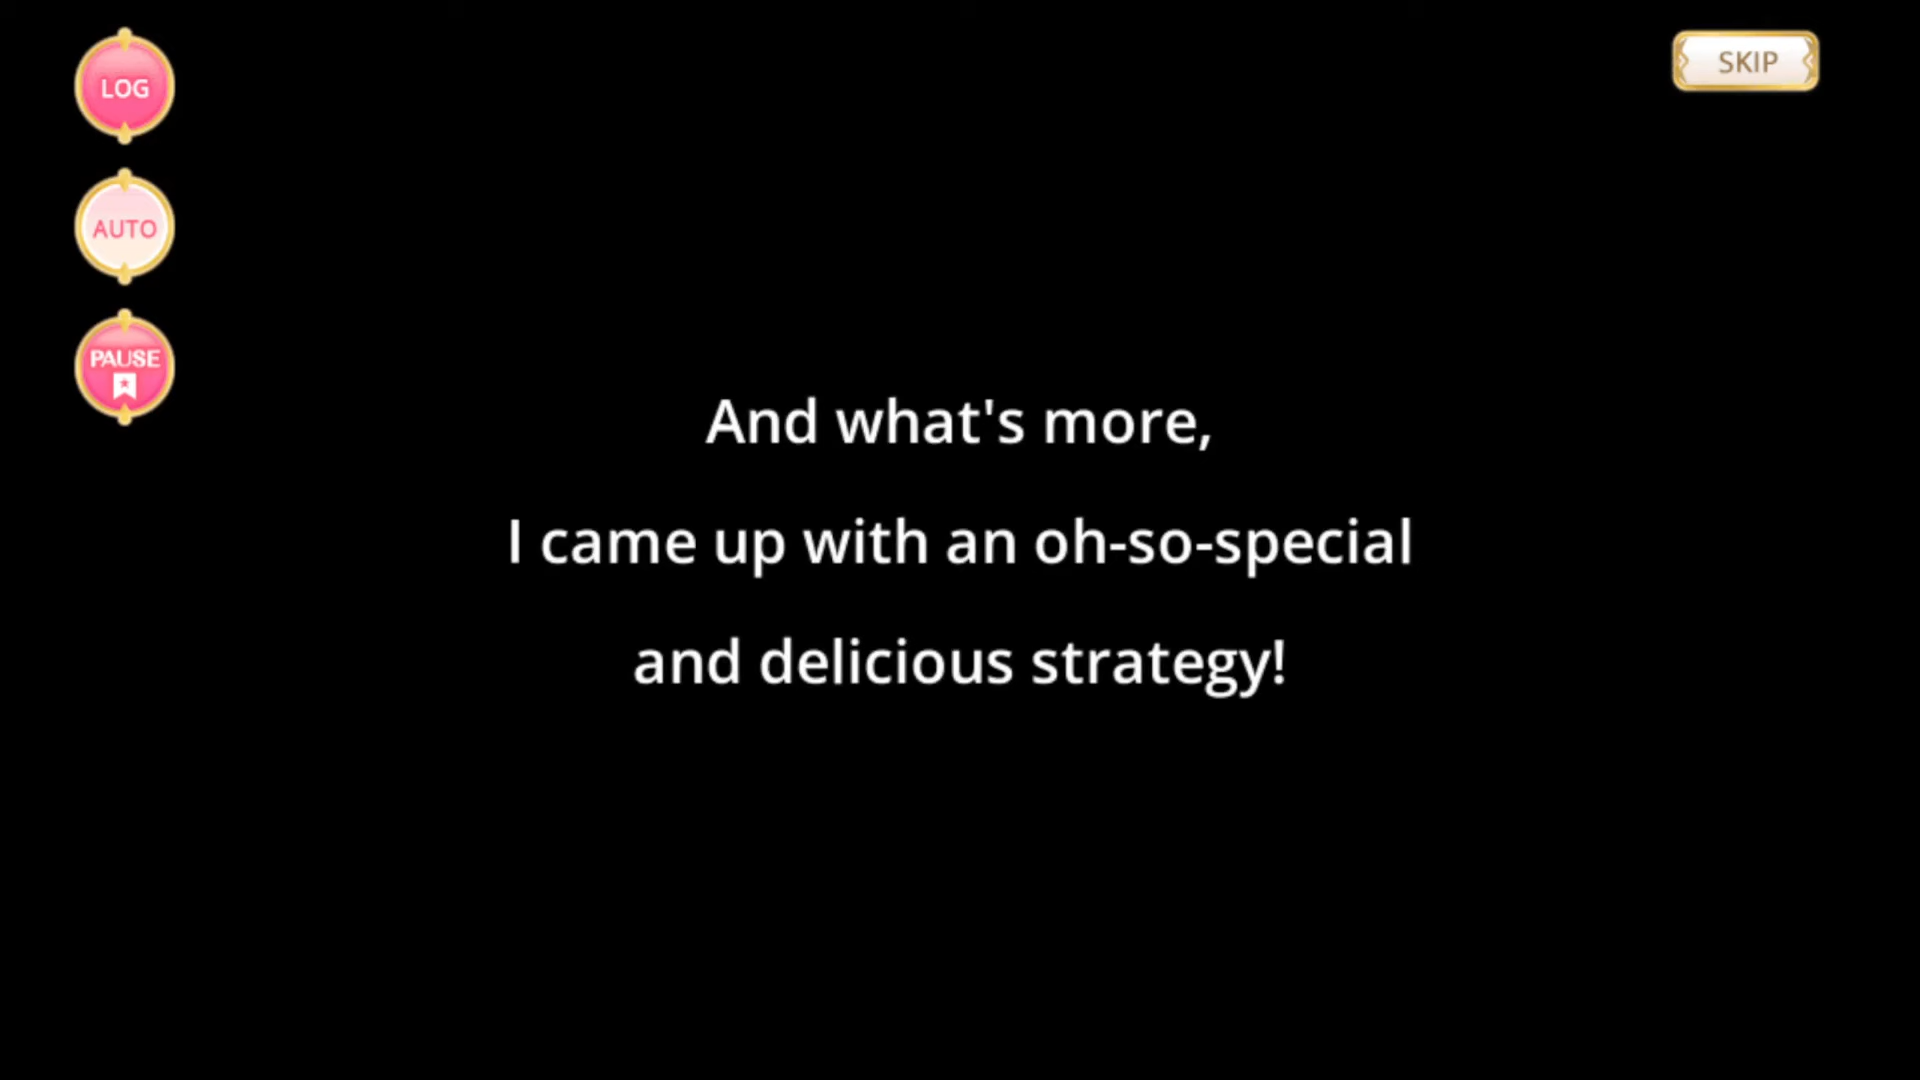 LOG
SKIP
AUTO
PAUSE
And what's more,
I came up with an oh-so-special
and delicious strategy!